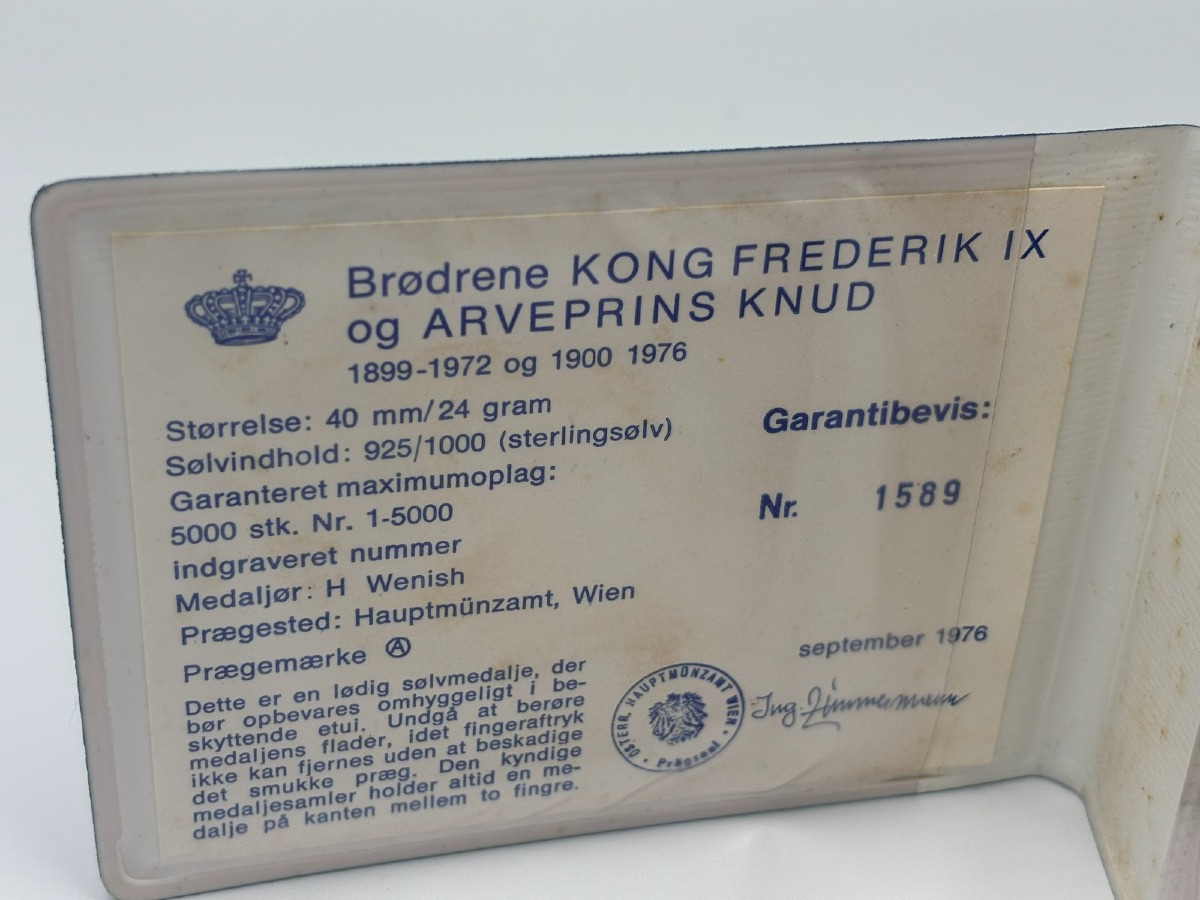 Brødrene KONG FREDERIK IX
og ARVEPRINS KNUD
1899-1972 og 1900 1976
Størrelse: 40 mm/24 gram
Sølvindhold: 925/1000 (sterlingsølv)
Garanteret maximumoplag:
5000 stk. Nr. 1-5000
indgraveret nummer
Medaljør: H Wenish
Prægested: Hauptmünzamt, Wien
Prægemærke Ⓐ
Dette er en lødig sølvmedalje, der
bør opbevares omhyggeligt i be-
skyttende etui. Undgå at berøre
medaljens flader, idet fingeraftryk
ikke kan fjernes uden at beskadige
det smukke præg. Den kyndige
medaljesamler holder altid en me-
dalje på kanten mellem to fingre.
Garantibevis:
Nr. 1589
september 1976
ÖSTERR. HAUPTMÜNZAMT WIEN
Prägsaal
Ing. Zimmermann